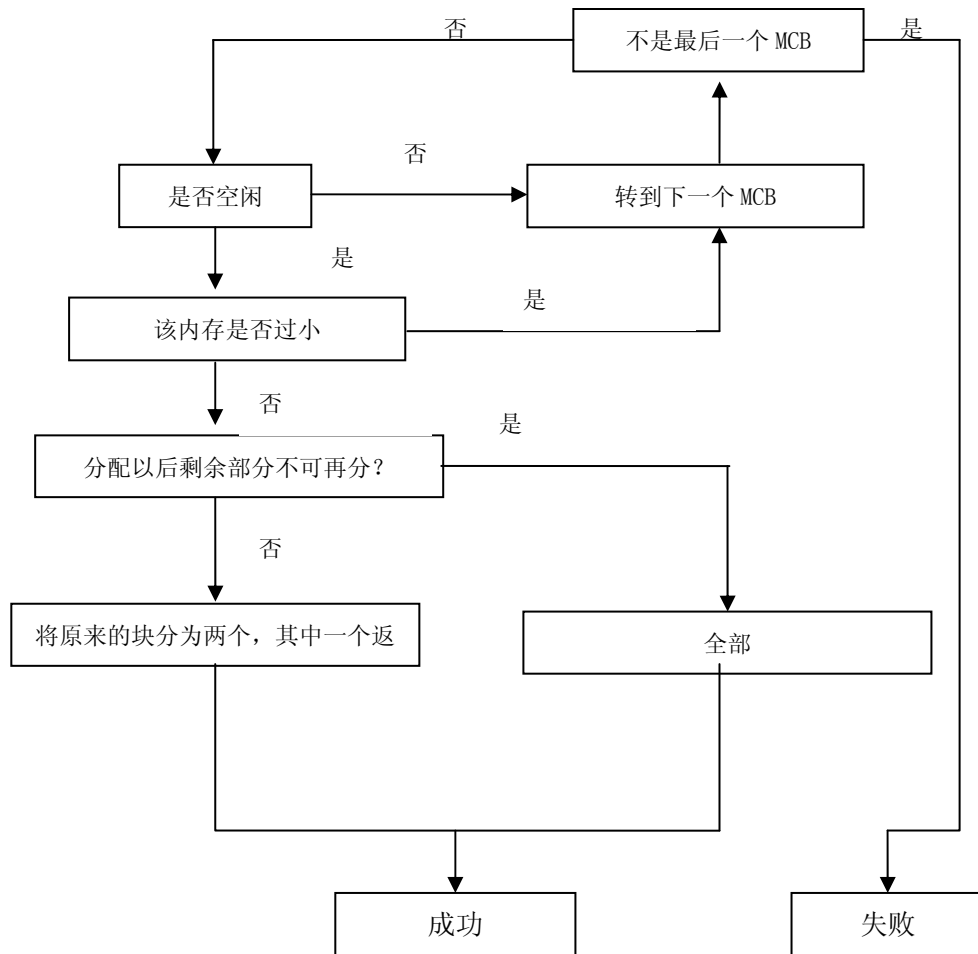 否
不是最后一个 MCB
是
否
是否空闲
转到下一个 MCB
是
是
该内存是否过小
否
是
分配以后剩余部分不可再分?
否
将原来的块分为两个，其中一个返
全部
成功
失败